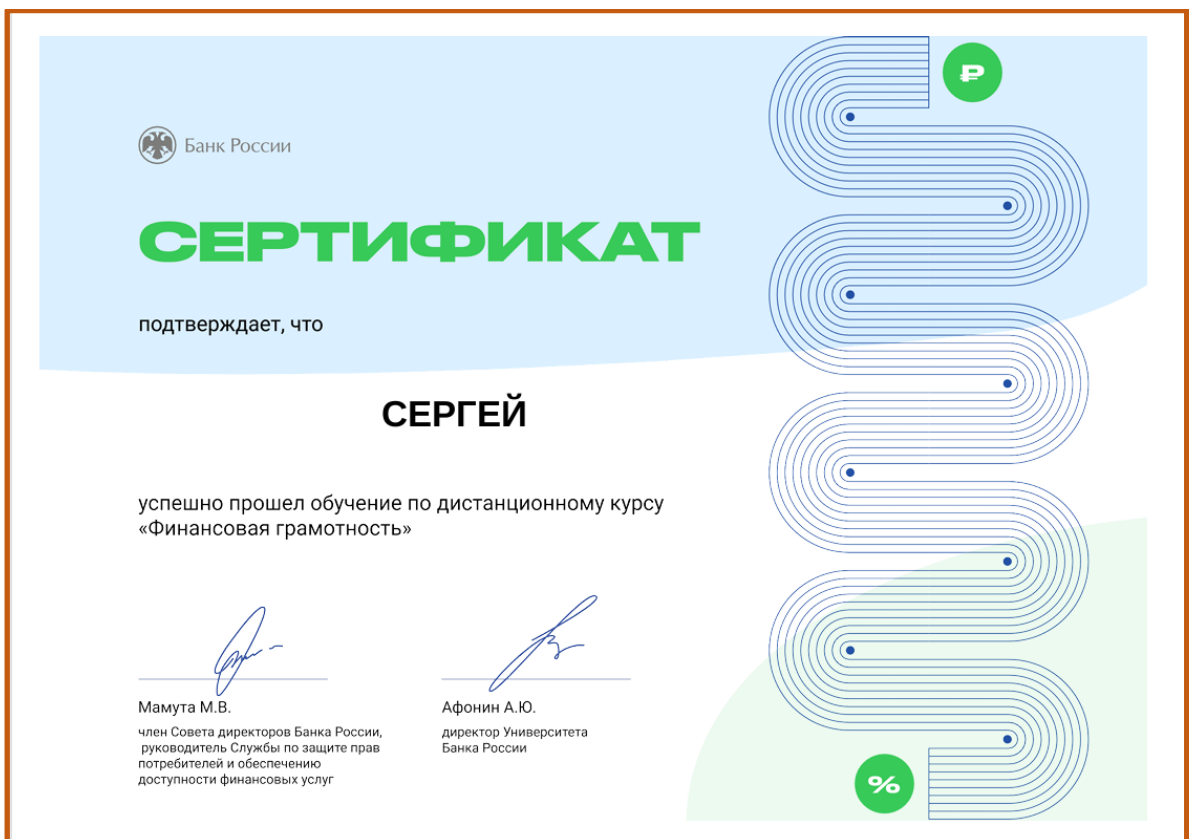 ₽
Банк России
СЕРТИФИКАТ
подтверждает, что
СЕРГЕЙ
успешно прошел обучение по дистанционному курсу
«Финансовая грамотность»
Мамута М.В.
член Совета директоров Банка России,
руководитель Службы по защите прав
потребителей и обеспечению
доступности финансовых услуг
Афонин А.Ю.
директор Университета
Банка России
%